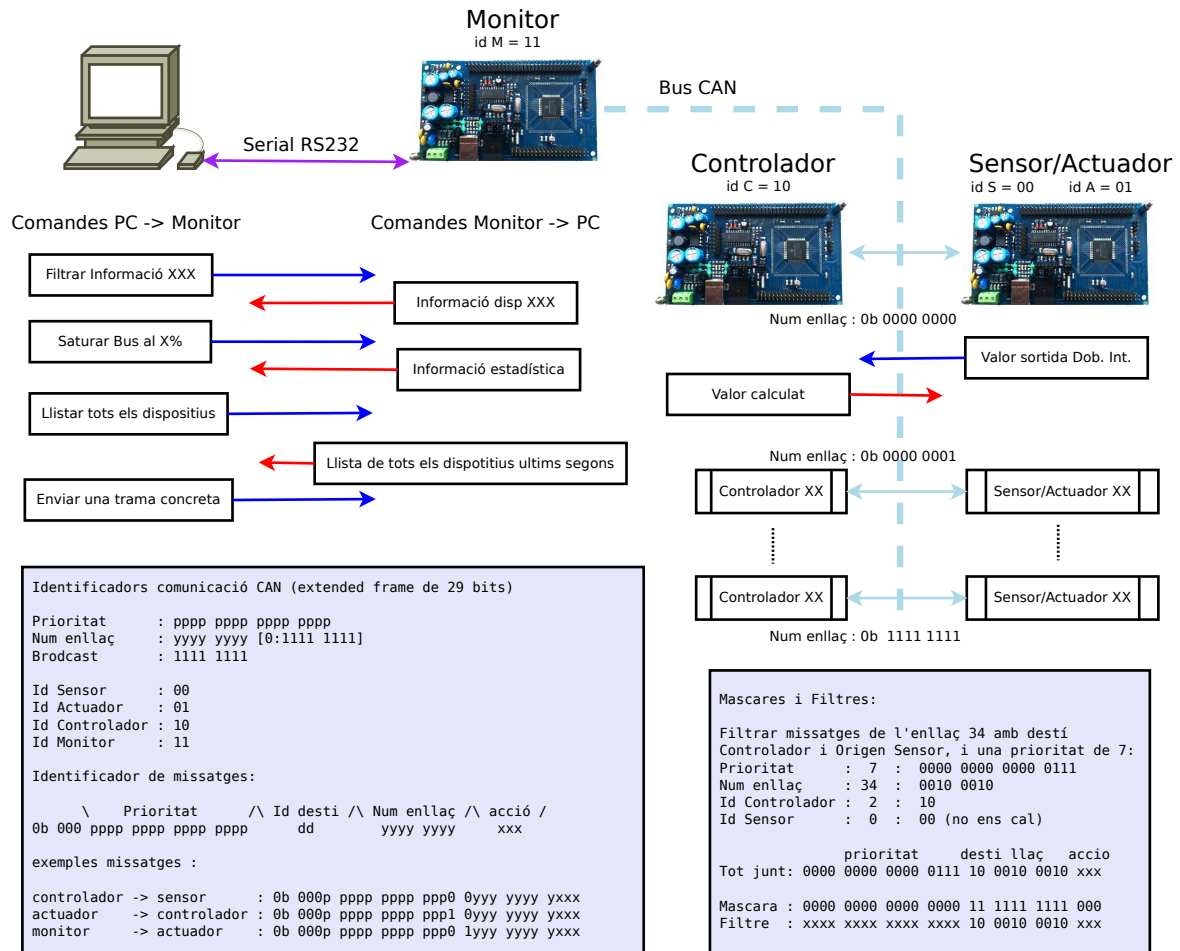 Monitor
id M = 11
Bus CAN
Serial RS232
Controlador
id C = 10
Sensor/Actuador
id S = 00 id A = 01
Comandes PC -> Monitor
Comandes Monitor -> PC
Filtrar Informació XXX
Informació disp XXX
Saturar Bus al X%
Informació estadística
Llistar tots els dispositius
Llista de tots els dispotitius ultims segons
Enviar una trama concreta
Num enllaç : 0b 0000 0000
Valor sortida Dob. Int.
Valor calculat
Num enllaç : 0b 0000 0001
Controlador XX
Sensor/Actuador XX
Controlador XX
Sensor/Actuador XX
Num enllaç : 0b 1111 1111
Identificadors comunicació CAN (extended frame de 29 bits)
Prioritat : pppp pppp pppp pppp
Num enllaç : yyyy yyyy [0:1111 1111]
Brodcast : 1111 1111
Id Sensor : 00
Id Actuador : 01
Id Controlador : 10
Id Monitor : 11
Identificador de missatges:
\ Prioritat /\ Id desti /\ Num enllaç /\ acció /
0b 000 pppp pppp pppp pppp dd yyyy yyyy xxx
exemples missatges :
controlador -> sensor : 0b 000p pppp pppp ppp0 0yyy yyyy yxxx
actuador -> controlador : 0b 000p pppp pppp ppp1 0yyy yyyy yxxx
monitor -> actuador : 0b 000p pppp pppp ppp0 1yyy yyyy yxxx
Mascares i Filtres:
Filtrar missatges de l'enllaç 34 amb destí
Controlador i Origen Sensor, i una prioritat de 7:
Prioritat : 7 : 0000 0000 0000 0111
Num enllaç : 34 : 0010 0010
Id Controlador : 2 : 10
Id Sensor : 0 : 00 (no ens cal)
prioritat desti llaç accio
Tot junt: 0000 0000 0000 0111 10 0010 0010 xxx
Mascara : 0000 0000 0000 0000 11 1111 1111 000
Filtre : xxxx xxxx xxxx xxxx 10 0010 0010 xxx